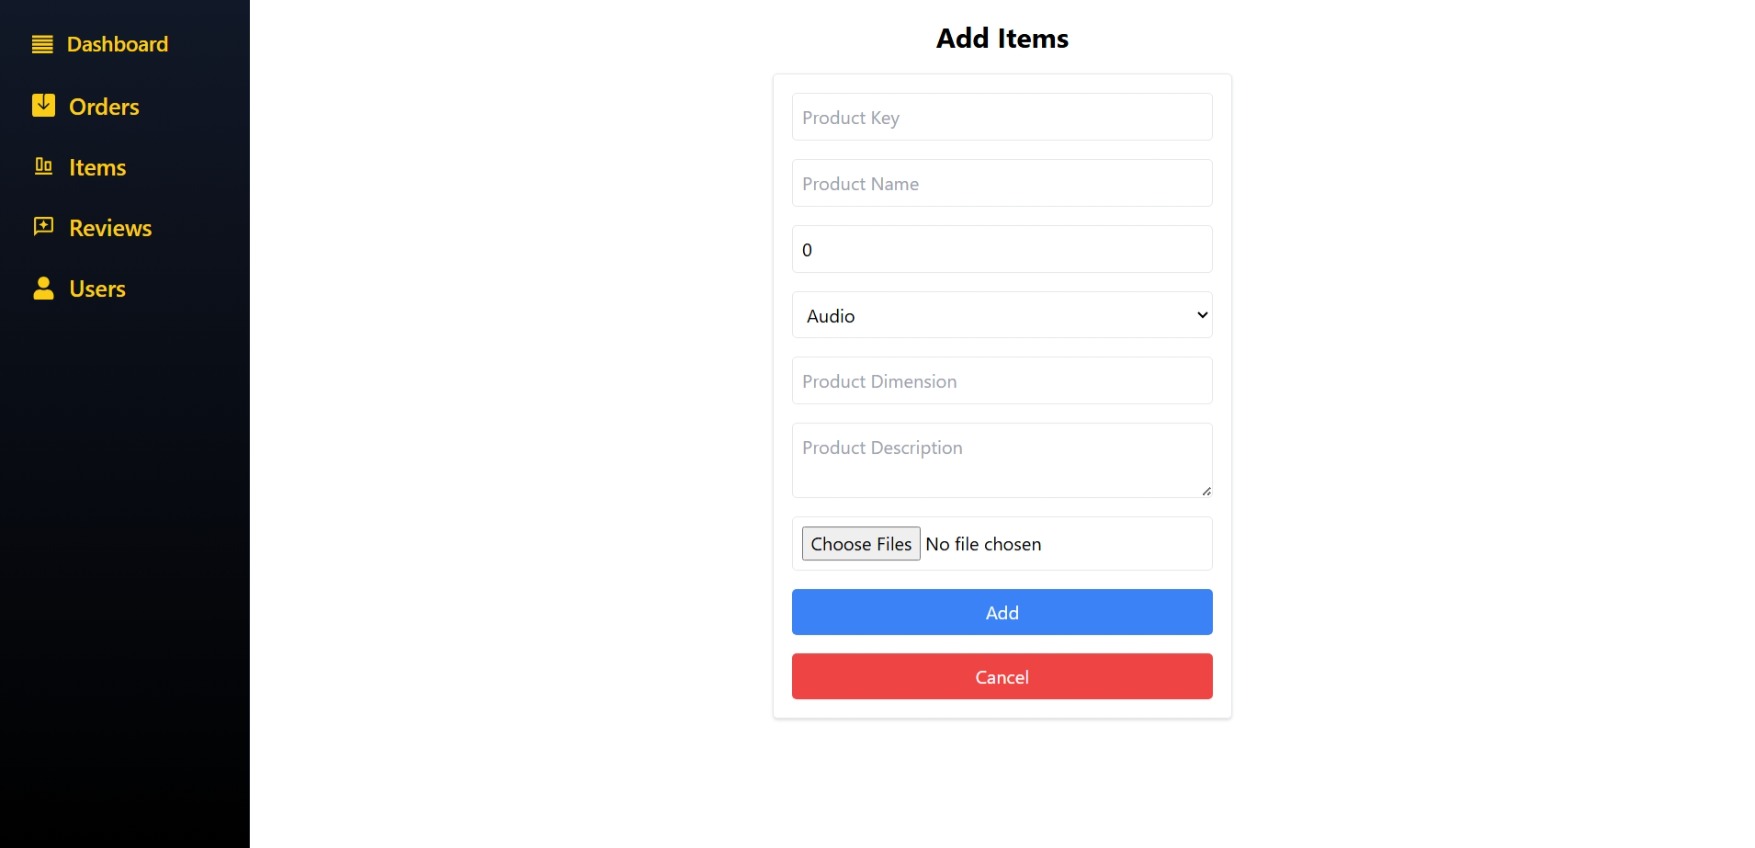 Dashboard
Orders
Items
Reviews
Users
Add Items
Product Key
Product Name
0
Audio
Product Dimension
Product Description
Choose Files No file chosen
Add
Cancel